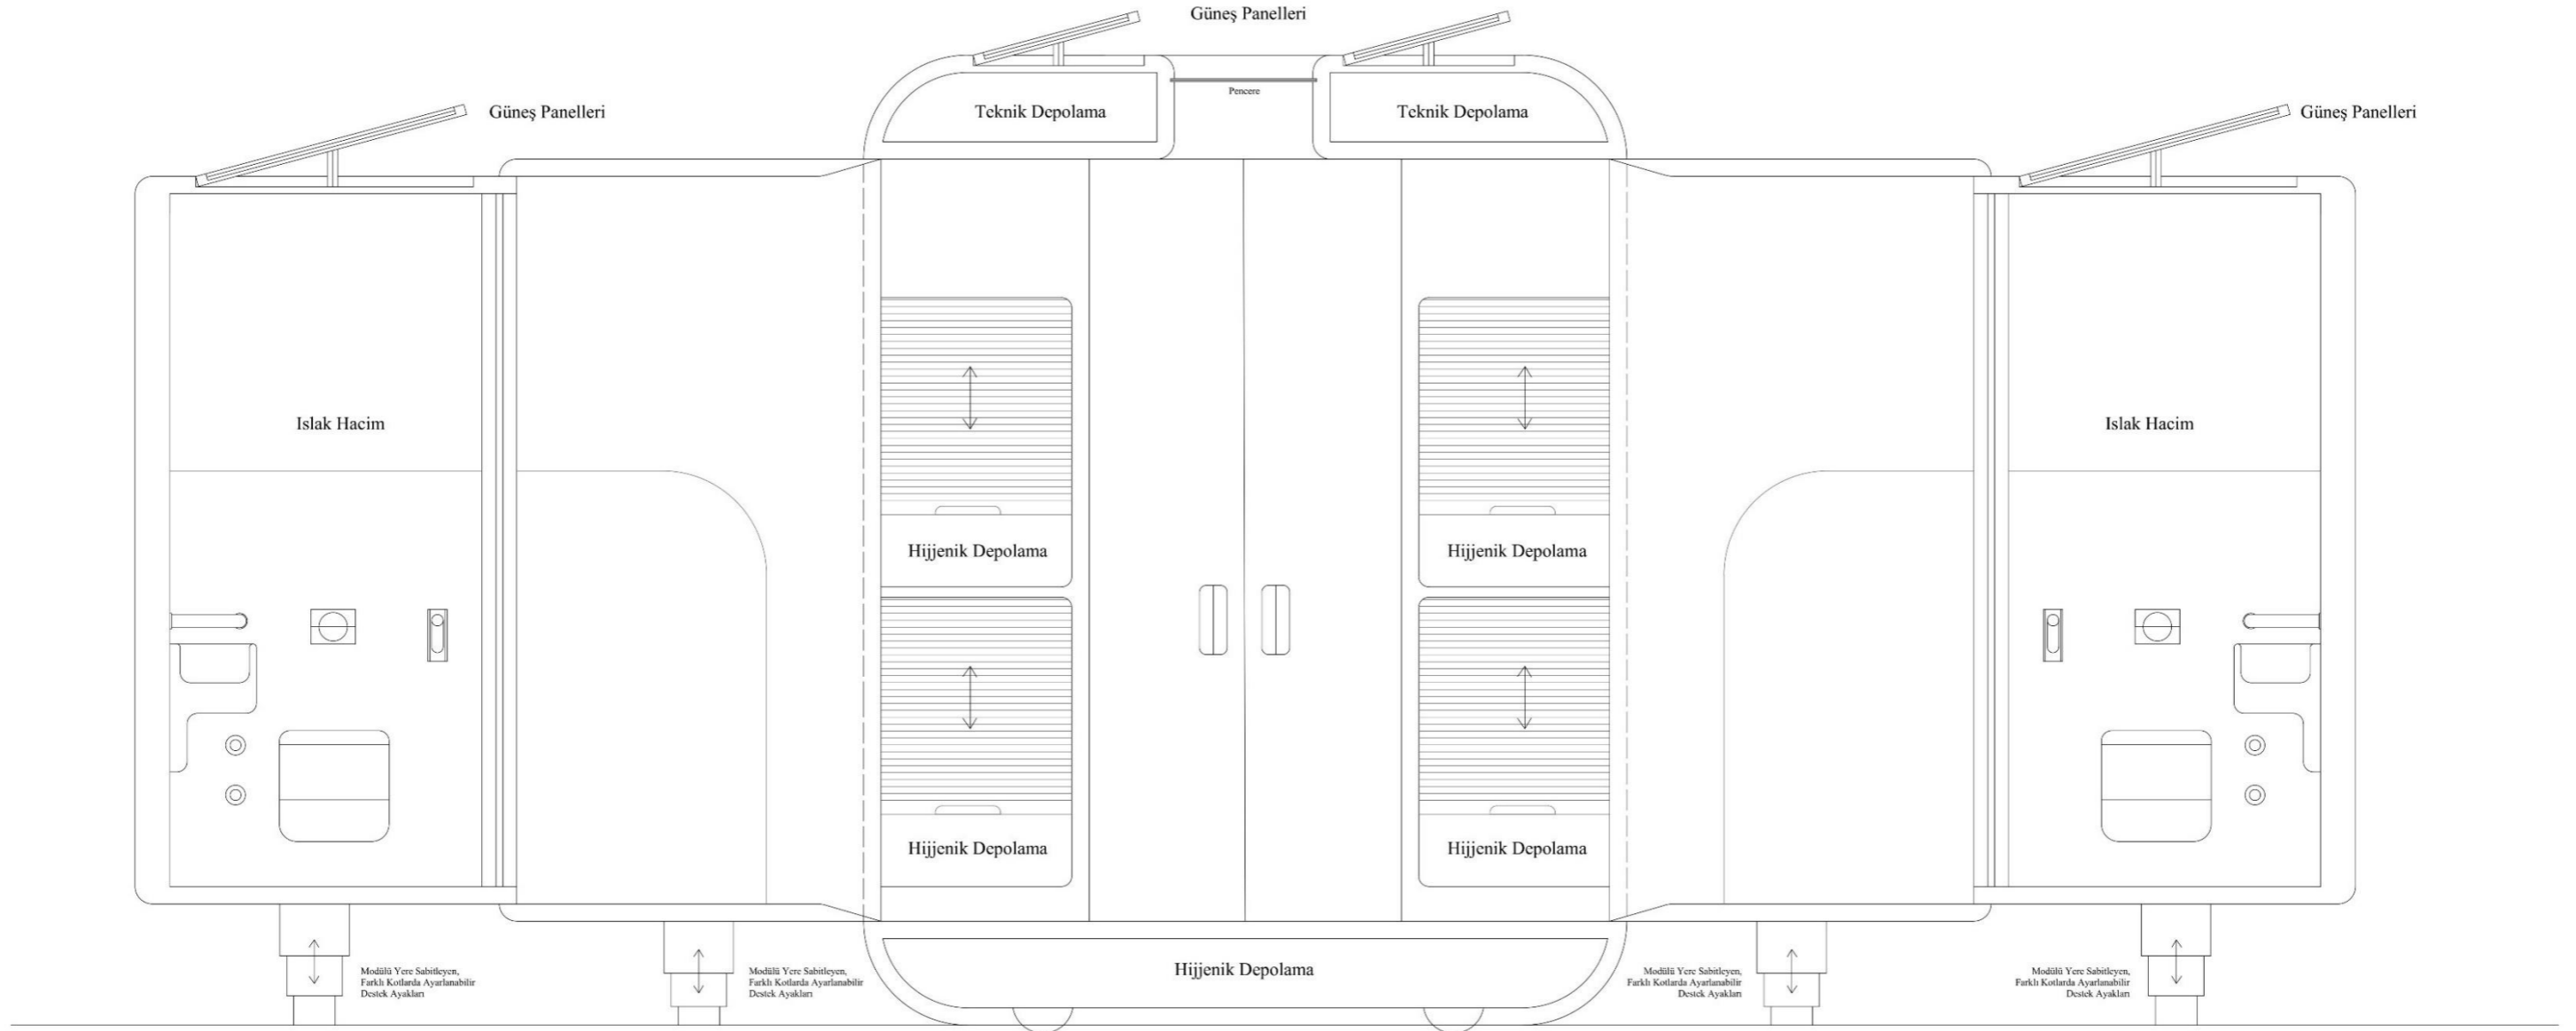 Güneş Panelleri
Güneş Panelleri
Teknik Depolama
Teknik Depolama
Güneş Panelleri
Pencere
Islak Hacim
Islak Hacim
Hijjenik Depolama
Hijjenik Depolama
Hijjenik Depolama
Hijjenik Depolama
Hijjenik Depolama
Modülü Yere Sabitleyen,
Farklı Kotlarda Ayarlanabilir
Destek Ayakları
Modülü Yere Sabitleyen,
Farklı Kotlarda Ayarlanabilir
Destek Ayakları
Modülü Yere Sabitleyen,
Farklı Kotlarda Ayarlanabilir
Destek Ayakları
Modülü Yere Sabitleyen,
Farklı Kotlarda Ayarlanabilir
Destek Ayakları